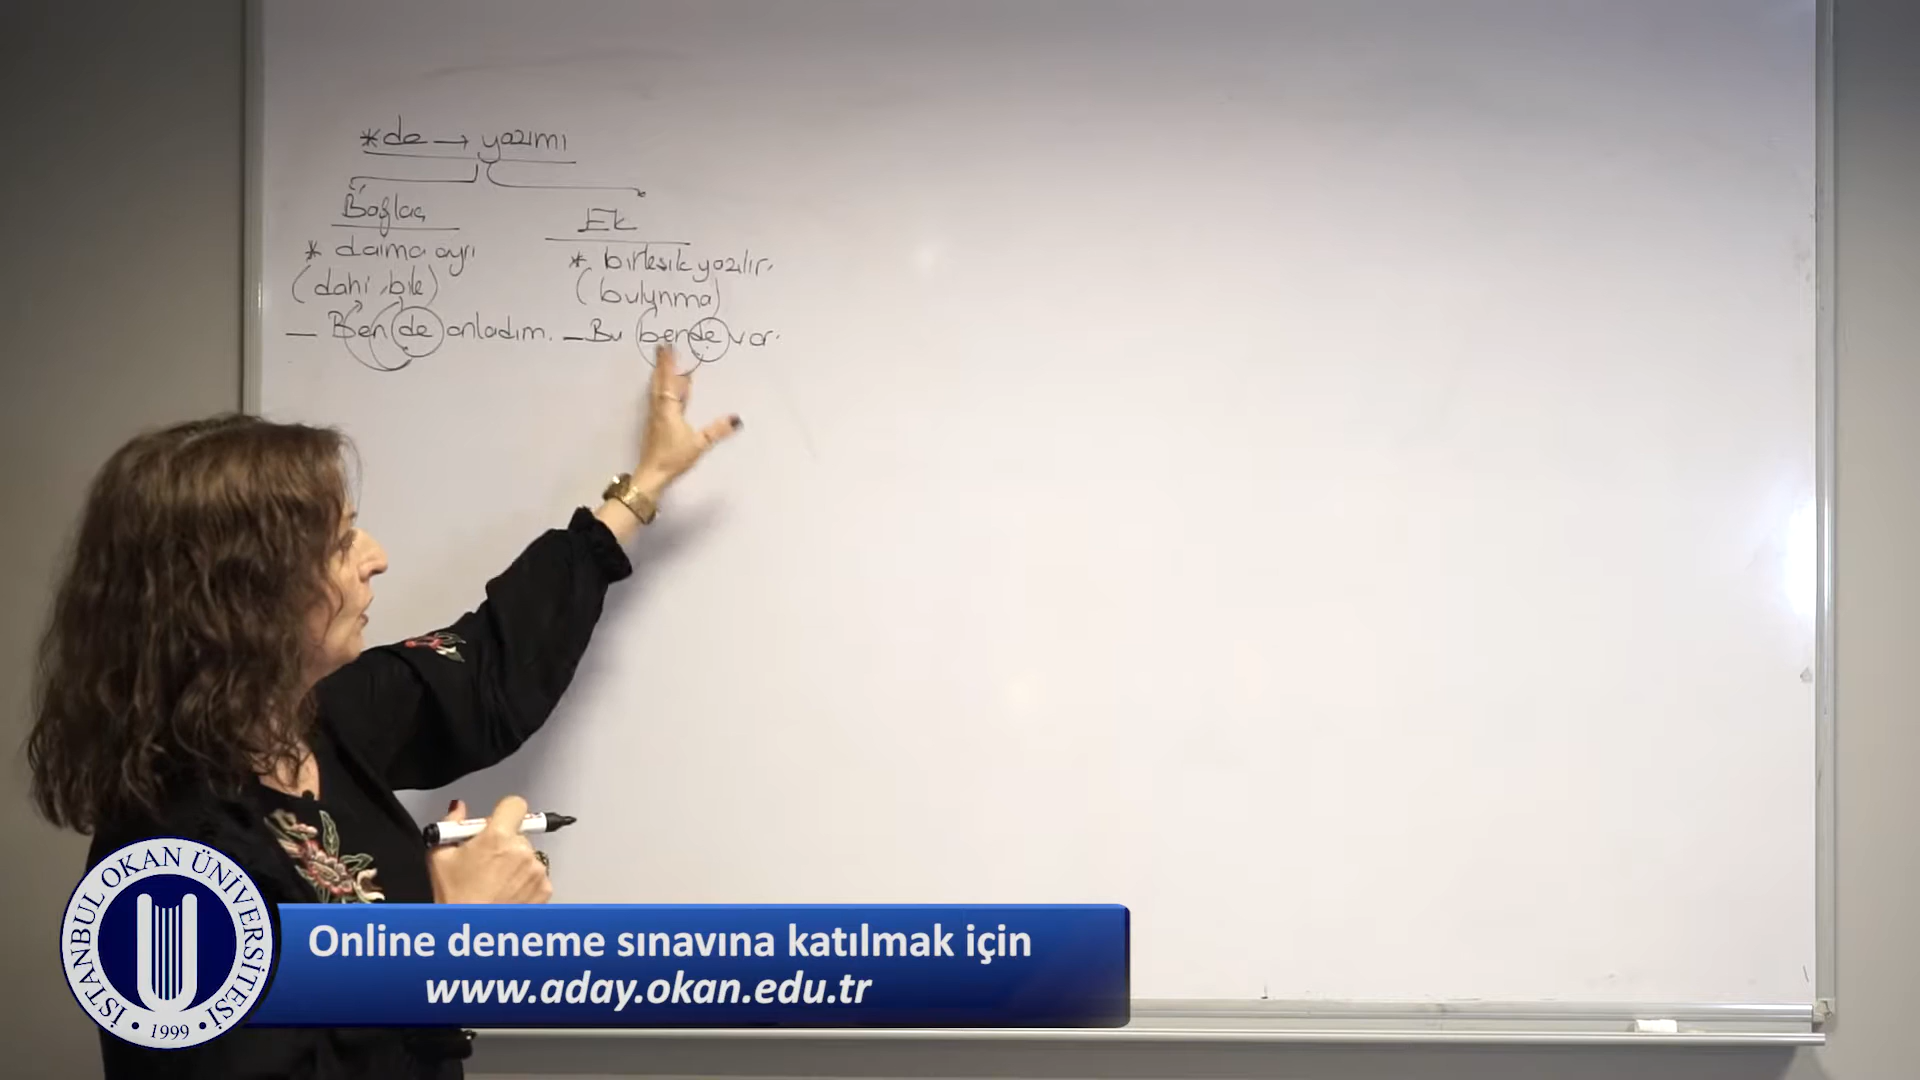 *de → yazımı
Bağlaç
* daima ayrı
(dahi, bile)
— Ben de anladım.
Ek
* birleşik yazılır.
(bulunma)
— Bu bende var.
İSTANBUL OKAN ÜNİVERSİTESİ
• 1999 •
Online deneme sınavına katılmak için
www.aday.okan.edu.tr